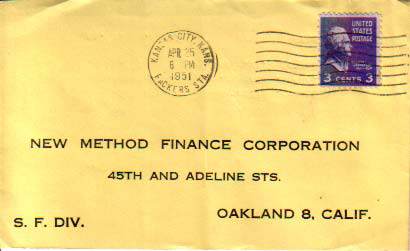 KANSAS CITY, KANS.
APR 25
6 PM
1951
PACKERS STA.
UNITED
STATES
POSTAGE
3 CENTS 3
NEW METHOD FINANCE CORPORATION
45TH AND ADELINE STS.
OAKLAND 8, CALIF.
S. F. DIV.